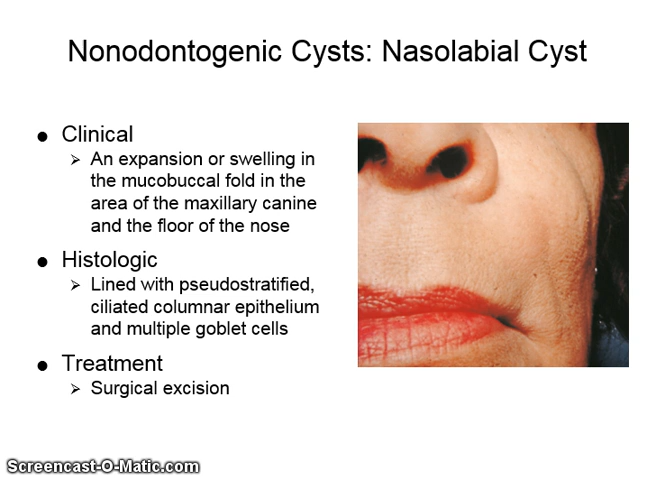 Nonodontogenic Cysts: Nasolabial Cyst
● Clinical
➢ An expansion or swelling in
the mucobuccal fold in the
area of the maxillary canine
and the floor of the nose
● Histologic
➢ Lined with pseudostratified,
ciliated columnar epithelium
and multiple goblet cells
● Treatment
➢ Surgical excision
Screencast-O-Matic.com